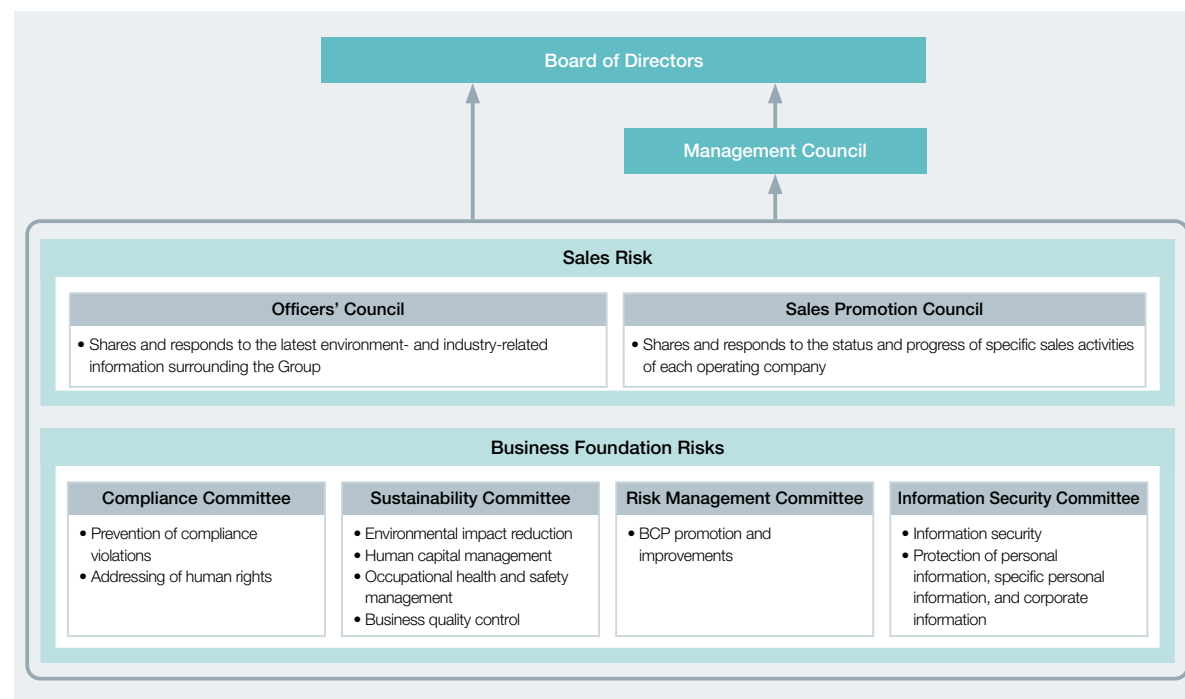 Board of Directors
Management Council
Sales Risk
Officers’ Council
• Shares and responds to the latest environment- and industry-related
information surrounding the Group
Sales Promotion Council
• Shares and responds to the status and progress of specific sales activities
of each operating company
Business Foundation Risks
Compliance Committee
• Prevention of compliance
violations
• Addressing of human rights
Sustainability Committee
• Environmental impact reduction
• Human capital management
• Occupational health and safety
management
• Business quality control
Risk Management Committee
• BCP promotion and
improvements
Information Security Committee
• Information security
• Protection of personal
information, specific personal
information, and corporate
information